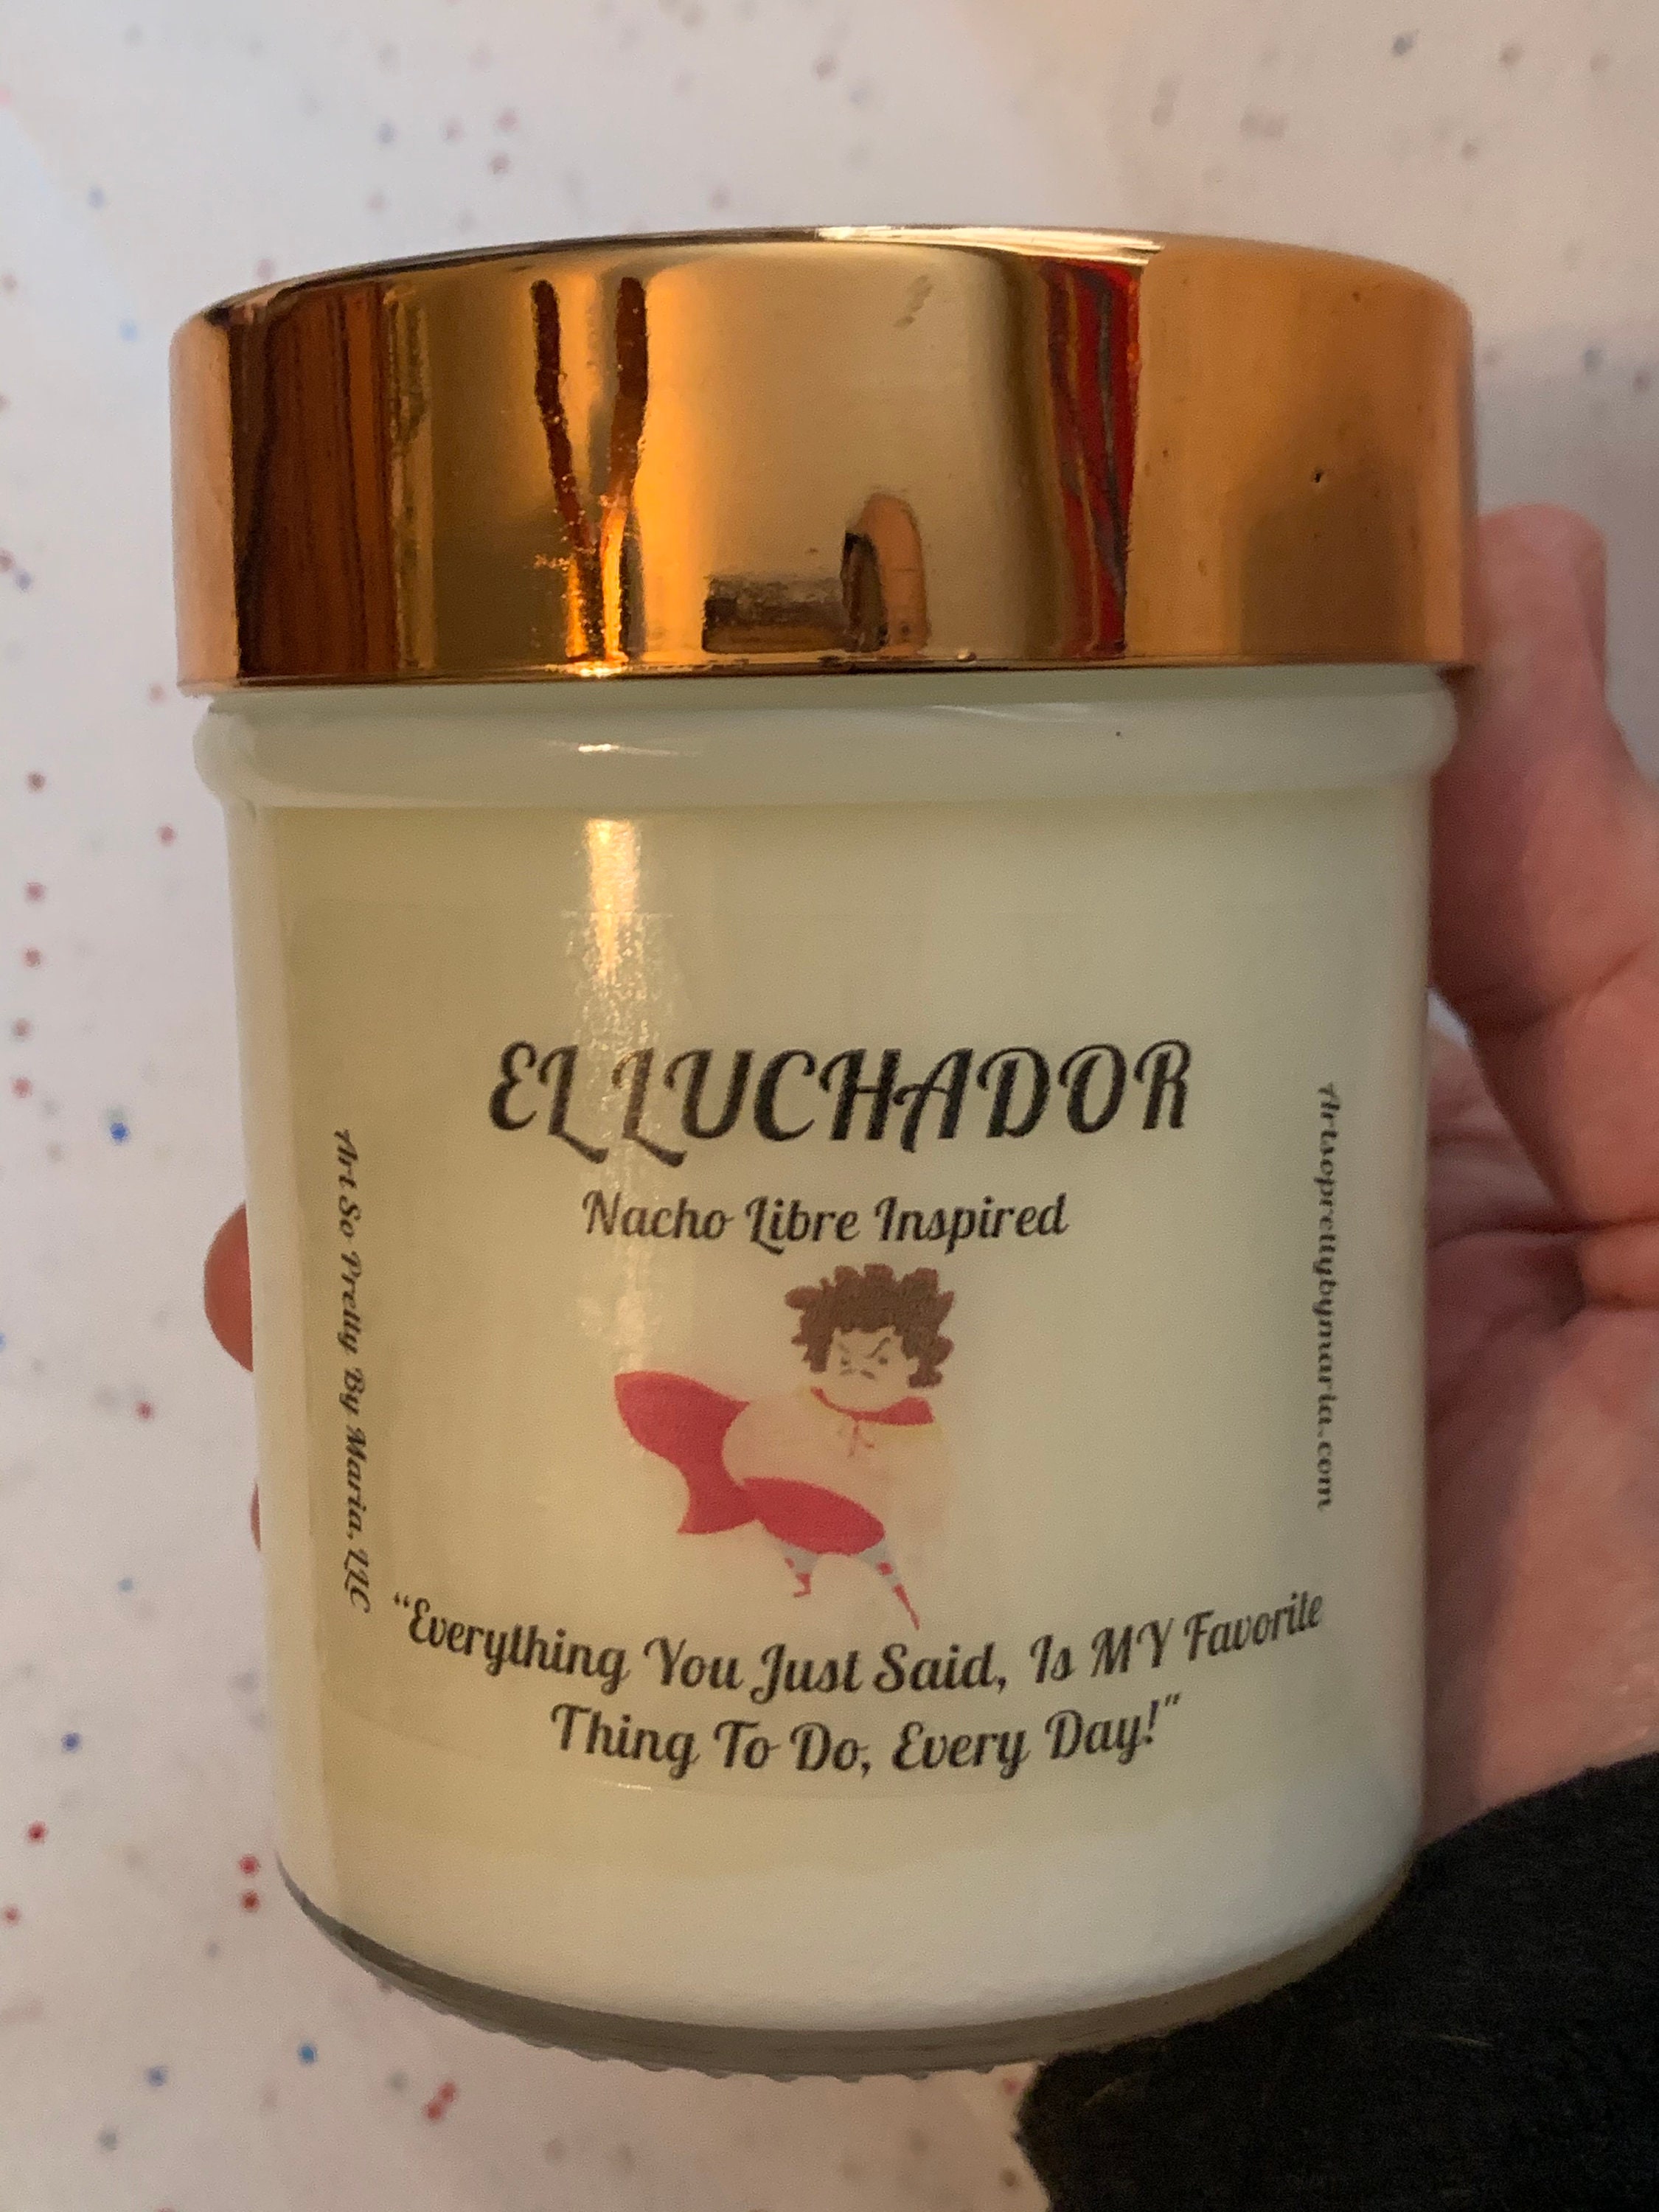 EL LUCHADOR
Nacho Libre Inspired
Art So Pretty By Maria, LLC
Artsoprettybymaria.com
“Everything You Just Said, Is MY Favorite
Thing To Do, Every Day!"